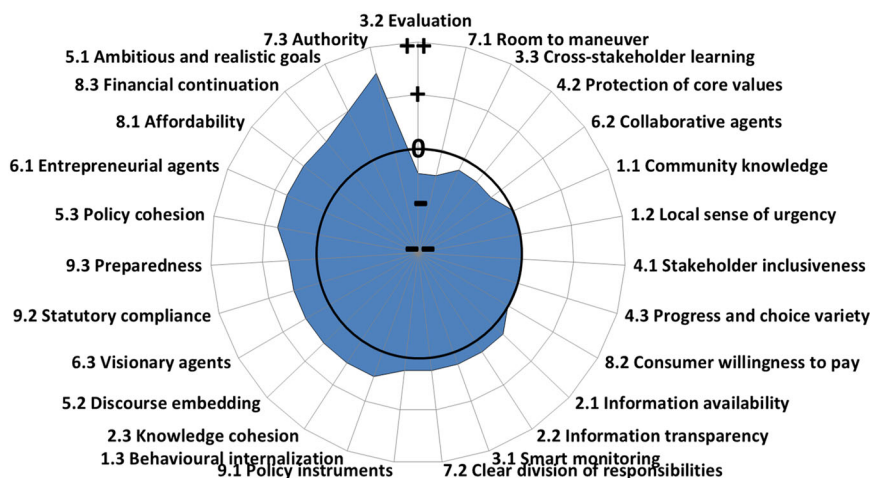 3.2 Evaluation
7.3 Authority
7.1 Room to maneuver
5.1 Ambitious and realistic goals
3.3 Cross-stakeholder learning
8.3 Financial continuation
4.2 Protection of core values
8.1 Affordability
6.2 Collaborative agents
6.1 Entrepreneurial agents
1.1 Community knowledge
5.3 Policy cohesion
1.2 Local sense of urgency
9.3 Preparedness
4.1 Stakeholder inclusiveness
9.2 Statutory compliance
4.3 Progress and choice variety
6.3 Visionary agents
8.2 Consumer willingness to pay
5.2 Discourse embedding
2.1 Information availability
2.3 Knowledge cohesion
2.2 Information transparency
1.3 Behavioural internalization
3.1 Smart monitoring
9.1 Policy instruments
7.2 Clear division of responsibilities
++
+
0
-
--